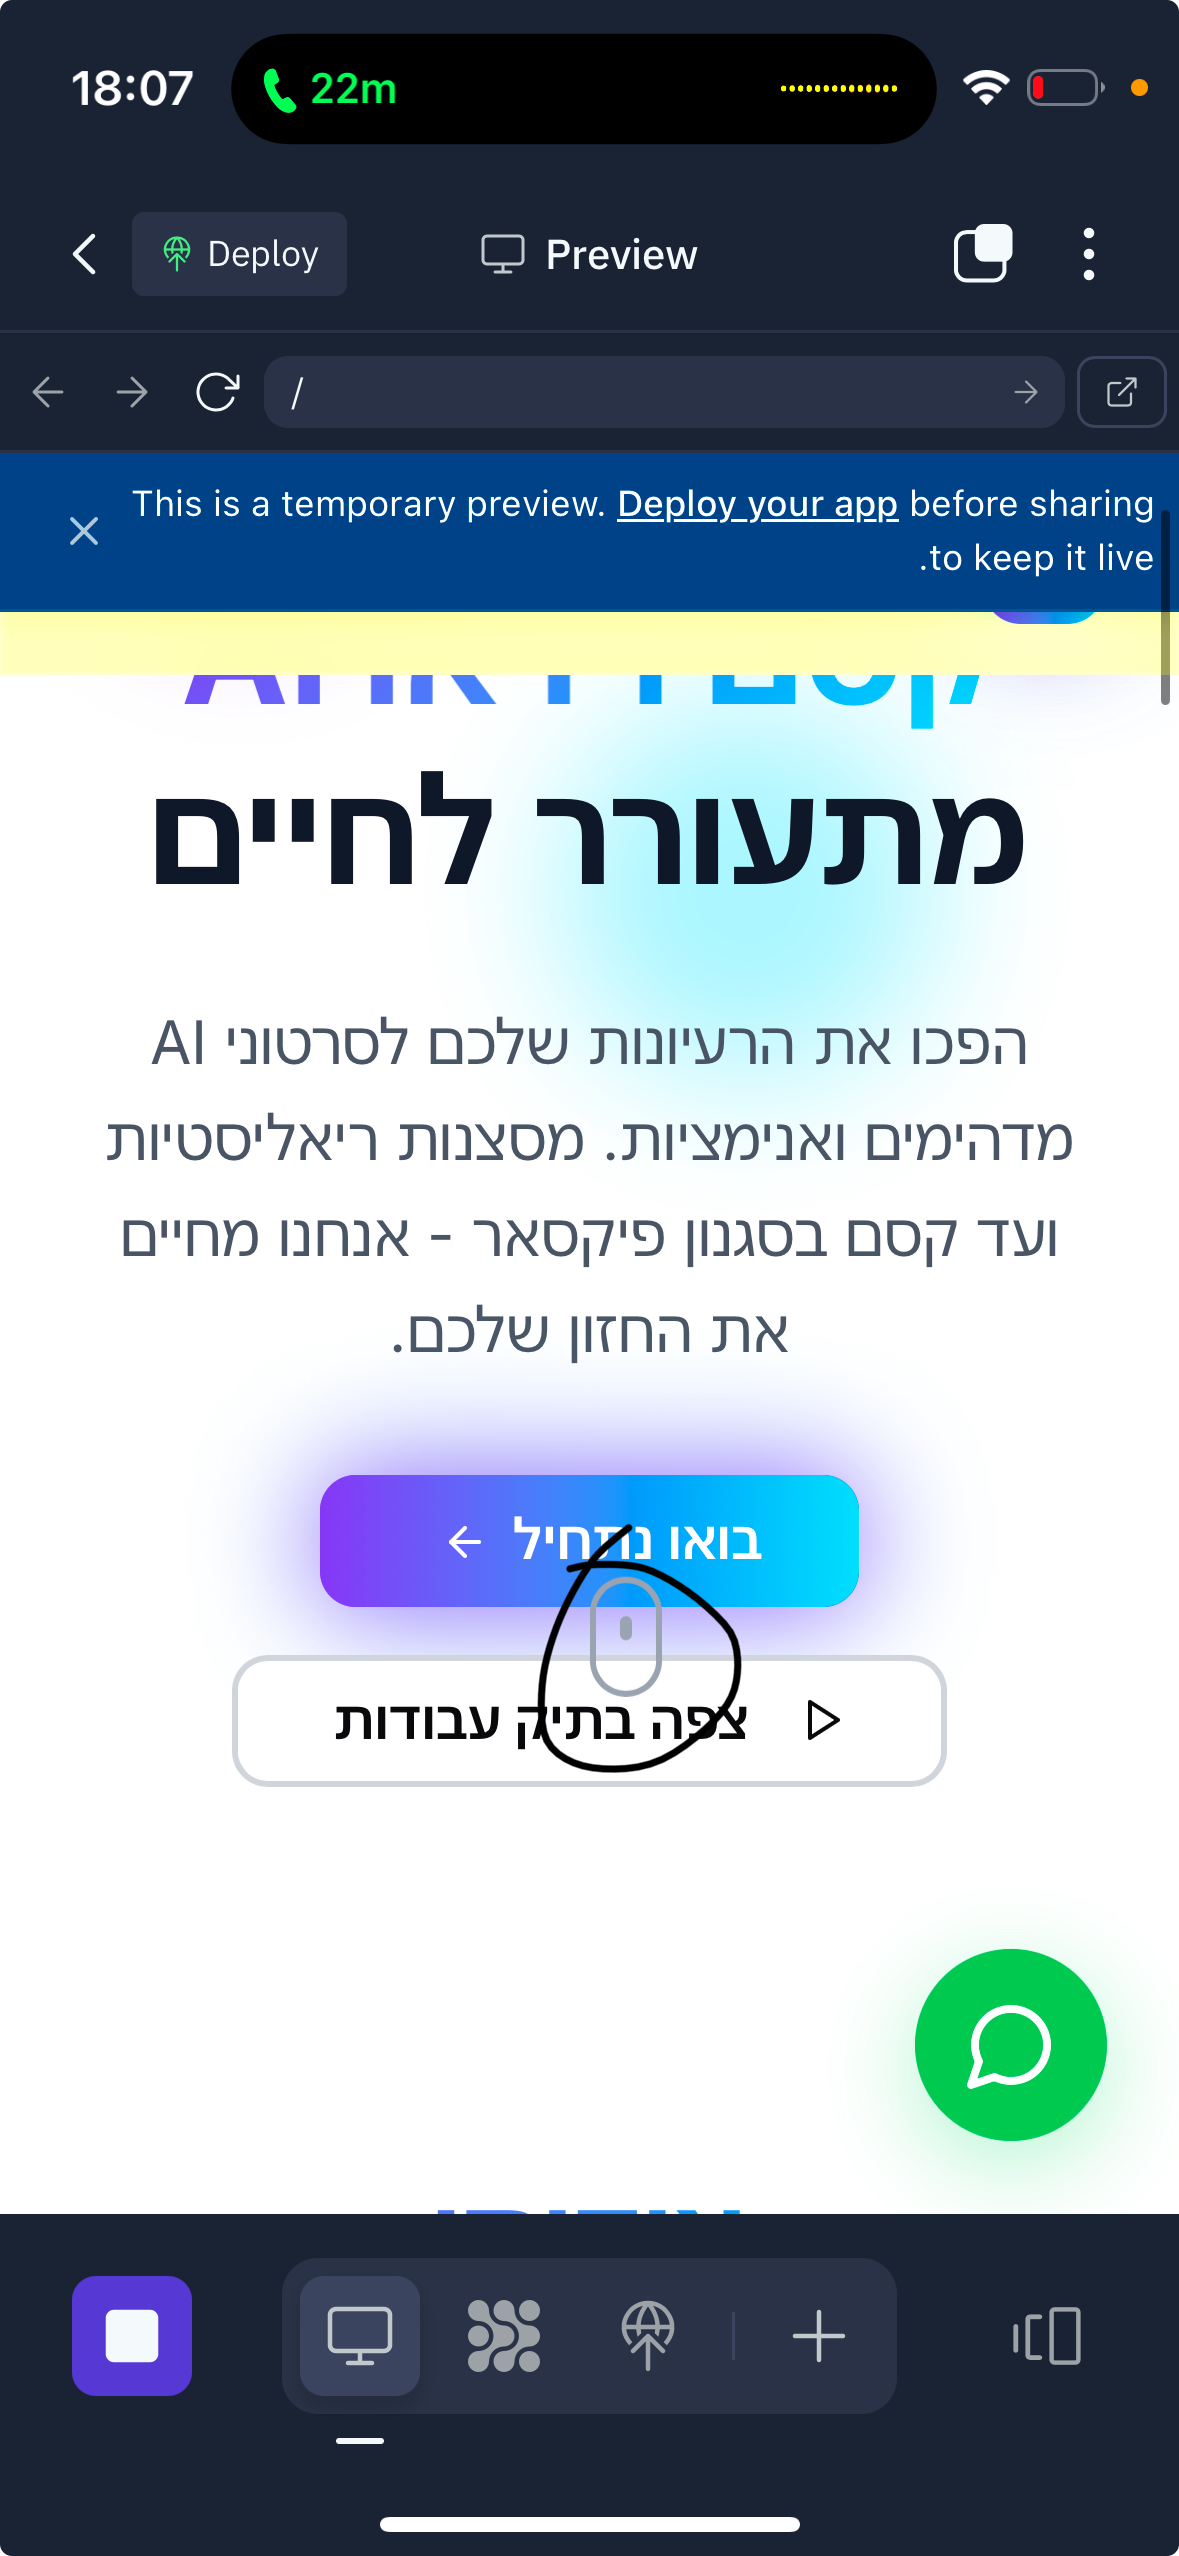 18:07
22m
Deploy
Preview
/
This is a temporary preview. Deploy your app before sharing
.to keep it live
מתעורר לחיים
הפכו את הרעיונות שלכם לסרטוני AI
מדהימים ואנימציות. מסצנות ריאליסטיות
ועד קסם בסגנון פיקסאר - אנחנו מחיים
את החזון שלכם.
בואו נתחיל ←
צפה בתיק עבודות